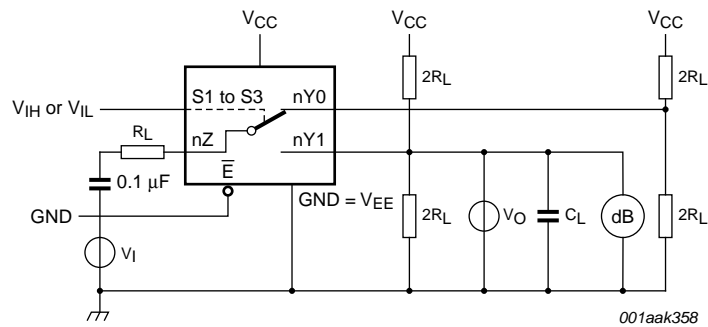 VCC VCC VCC
2RL 2RL
S1 to S3 nY0
VIH or VIL
RL nZ nY1
E̅
0.1 μF
GND = VEE
GND 2RL VO CL dB 2RL
VI
001aak358